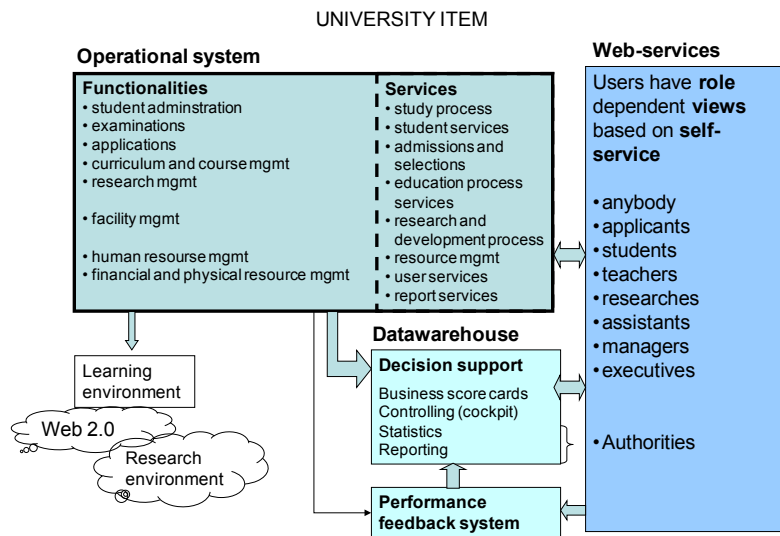 UNIVERSITY ITEM
Operational system
Functionalities
• student adminstration
• examinations
• applications
• curriculum and course mgmt
• research mgmt
• facility mgmt
• human resourse mgmt
• financial and physical resource mgmt
Services
• study process
• student services
• admissions and
selections
• education process
services
• research and
development process
• resource mgmt
• user services
• report services
Web-services
Users have role
dependent views
based on self-
service
• anybody
• applicants
• students
• teachers
• researches
• assistants
• managers
• executives
• Authorities
Learning
environment
Web 2.0
Research
environment
Datawarehouse
Decision support
Business score cards
Controlling (cockpit)
Statistics
Reporting
Performance
feedback system